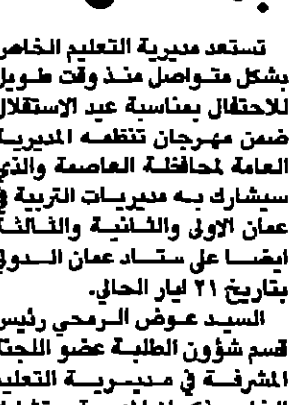 تستعد مديرية التعليم الخاص
بشكل متواصل منذ وقت طويل
للاحتفال بمناسبة عيد الاستقلال
ضمن مهرجان تنظمه المديرية
العامة لمحافظة العاصمة والذي
سيشارك به مديريات التربية في
عمان الاولى والثانية والثالثة
ايضا على ستاد عمان الدولي
بتاريخ ٢١ ايار الحالي.
السيد عوض الرمحي رئيس
قسم شؤون الطلبة عضو اللجنة
المشرفة في مديرية التعليم